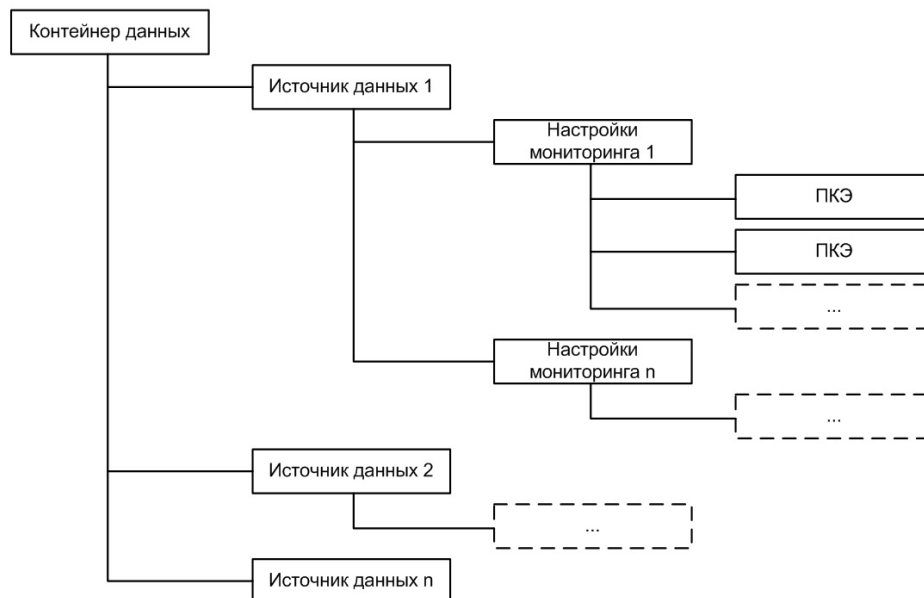 Контейнер данных
Источник данных 1
Настройки
мониторинга 1
ПКЭ
ПКЭ
...
Настройки
мониторинга n
...
Источник данных 2
...
Источник данных n